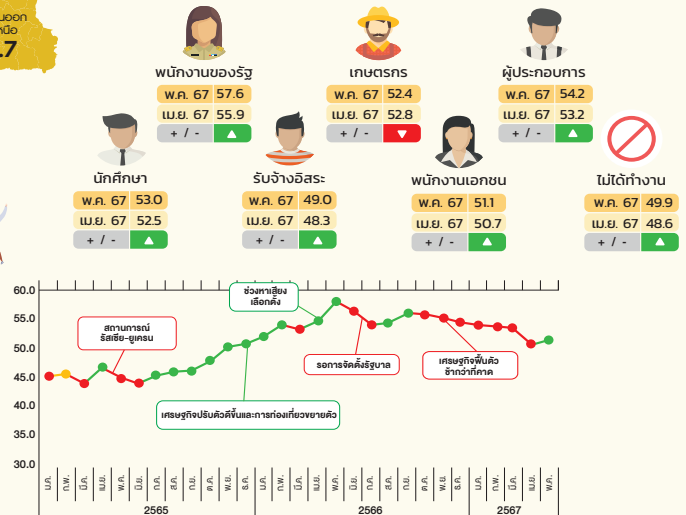 .7
พนักงานของรัฐ
พ.ค. 67 57.6
เม.ย. 67 55.9
+ / -
เกษตรกร
พ.ค. 67 52.4
เม.ย. 67 52.8
+ / -
ผู้ประกอบการ
พ.ค. 67 54.2
เม.ย. 67 53.2
+ / -
นักศึกษา
พ.ค. 67 53.0
เม.ย. 67 52.5
+ / -
รับจ้างอิสระ
พ.ค. 67 49.0
เม.ย. 67 48.3
+ / -
พนักงานเอกชน
พ.ค. 67 51.1
เม.ย. 67 50.7
+ / -
ไม่ได้ทำงาน
พ.ค. 67 49.9
เม.ย. 67 48.6
+ / -
60.0
55.0
50.0
45.0
40.0
35.0
30.0
สถานการณ์
รัสเซีย-ยูเครน
ช่วงหาเสียง
เลือกตั้ง
รอการจัดตั้งรัฐบาล
เศรษฐกิจฟื้นตัว
ช้ากว่าที่คาด
เศรษฐกิจปรับตัวดีขึ้นและการท่องเที่ยวขยายตัว
ม.ค. ก.พ. มี.ค. เม.ย. พ.ค. มิ.ย. ก.ค. ส.ค. ก.ย. ต.ค. พ.ย. ธ.ค. ม.ค. ก.พ. มี.ค. เม.ย. พ.ค. มิ.ย. ก.ค. ส.ค. ก.ย. ต.ค. พ.ย. ธ.ค. ม.ค. ก.พ. มี.ค. เม.ย. พ.ค.
2565 2566 2567